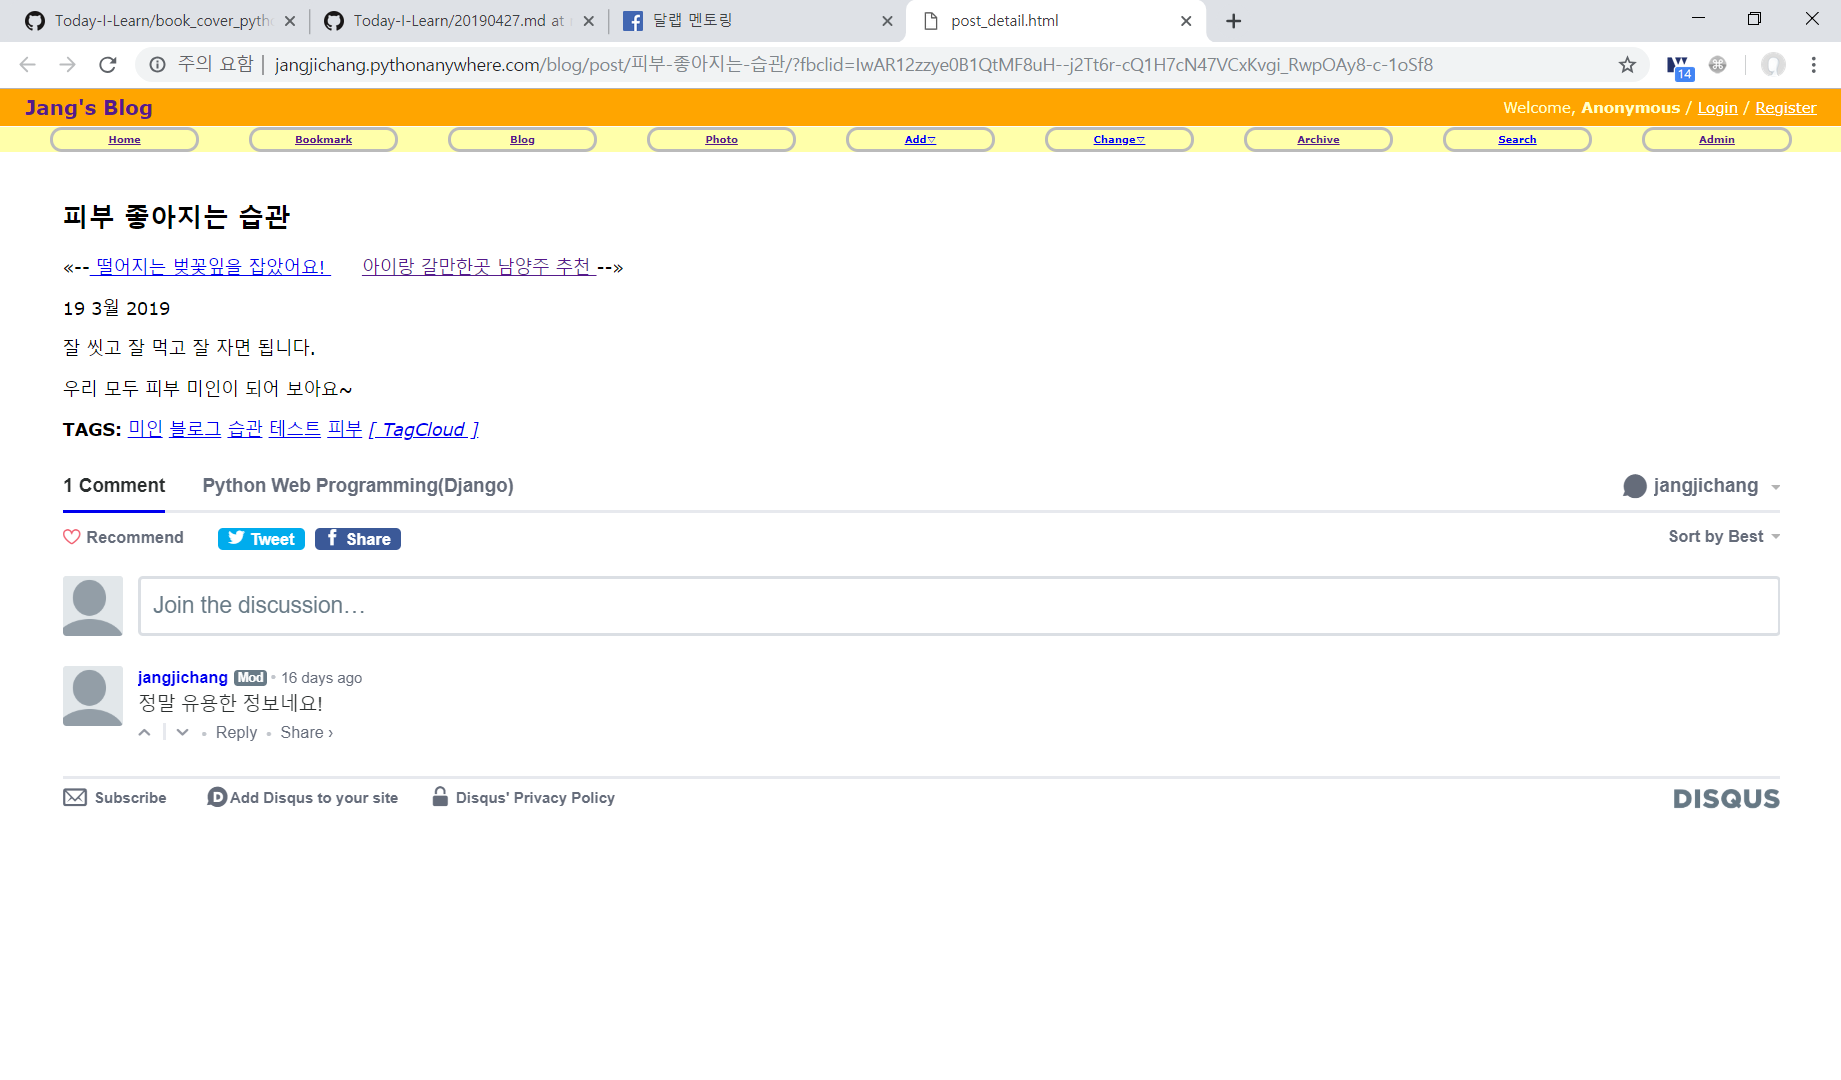 Today-I-Learn/book_cover_pyth
Today-I-Learn/20190427.md at
달랩 멘토링
post_detail.html
주의 요함 | jangjichang.pythonanywhere.com/blog/post/피부-좋아지는-습관/?fbclid=IwAR12zzye0B1QtMF8uH--j2Tt6r-cQ1H7cN47VCxKvgi_RwpOAy8-c-1oSf8
14
Jang's Blog
Welcome, Anonymous / Login / Register
Home
Bookmark
Blog
Photo
Add▽
Change▽
Archive
Search
Admin
피부 좋아지는 습관
«-- 떨어지는 벚꽃잎을 잡았어요! 아이랑 갈만한곳 남양주 추천 --»
19 3월 2019
잘 씻고 잘 먹고 잘 자면 됩니다.
우리 모두 피부 미인이 되어 보아요~
TAGS: 미인 블로그 습관 테스트 피부 [ TagCloud ]
1 Comment
Python Web Programming(Django)
jangjichang
Recommend
Tweet
Share
Sort by Best
Join the discussion…
jangjichang Mod • 16 days ago
정말 유용한 정보네요!
• Reply • Share ›
Subscribe
Add Disqus to your site
Disqus' Privacy Policy
DISQUS